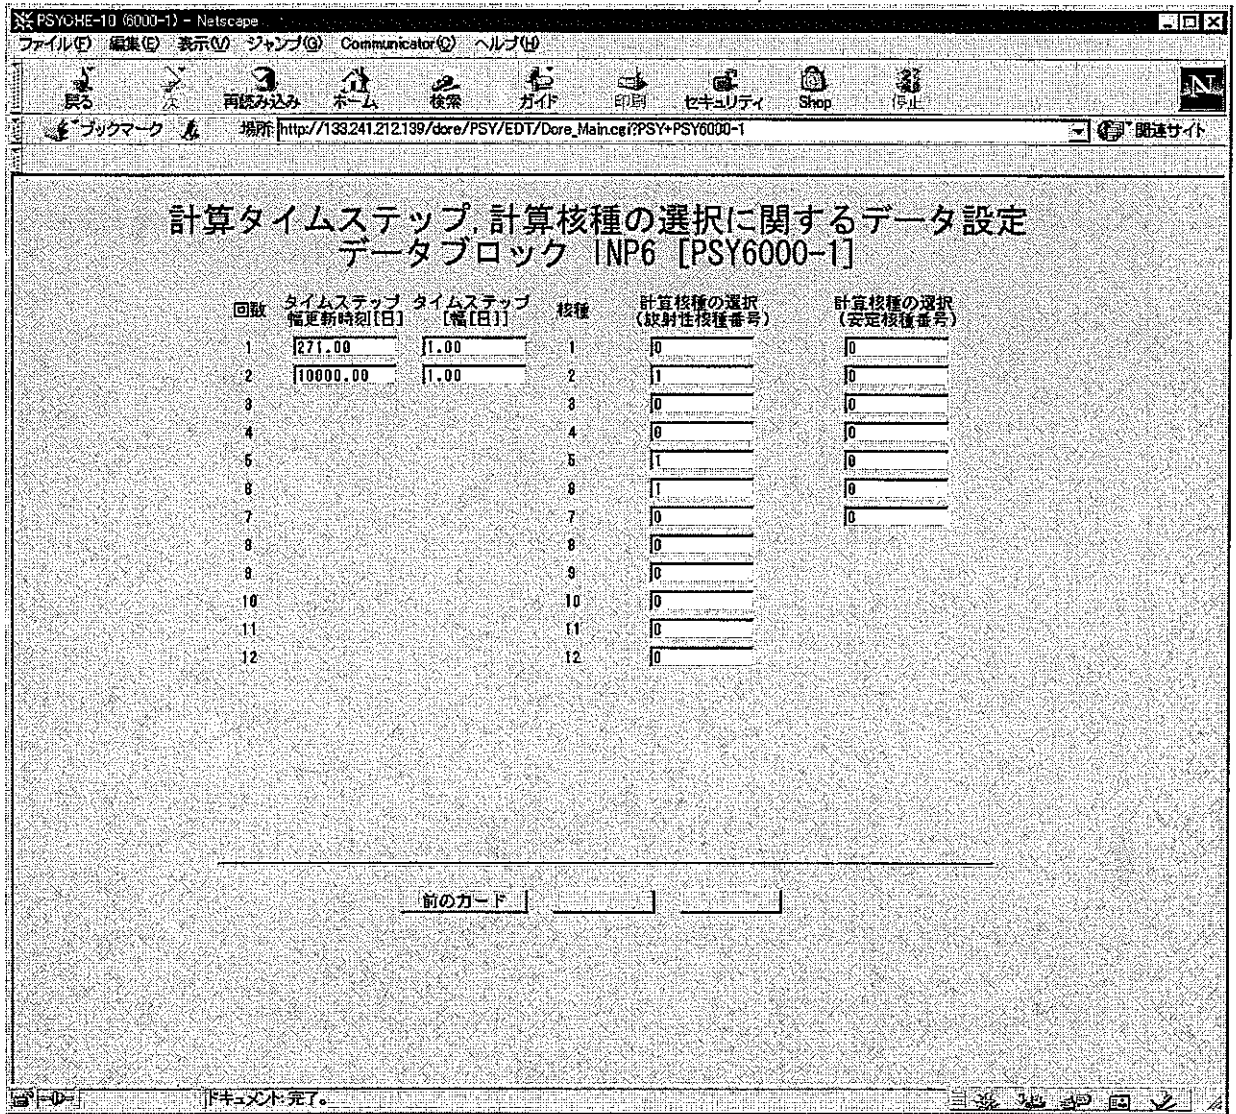 PSYCHE-10 (6000-1) - Netscape
ファイル(F) 編集(E) 表示(V) ジャンプ(G) Communicator(C) ヘルプ(H)
戻る 次 再読み込み ホーム 検索 ガイド 印刷 セキュリティ Shop 停止 N
ブックマーク 場所: http://133.241.212.139/dore/PSY/EDT/Dore_Main.cgi?PSY+PSY6000-1 関連サイト
計算タイムステップ,計算核種の選択に関するデータ設定
データブロック INP6 [PSY6000-1]
回数 タイムステップ タイムステップ 核種 計算核種の選択 計算核種の選択
幅更新時刻[日] [幅[日]] (放射性核種番号) (安定核種番号)
1 271.00 1.00 1 0 0
2 10000.00 1.00 2 1 0
3 3 0 0
4 4 0 0
5 5 1 0
6 6 1 0
7 7 0 0
8 8 0
9 9 0
10 10 0
11 11 0
12 12 0
前のカード
ドキュメント: 完了。